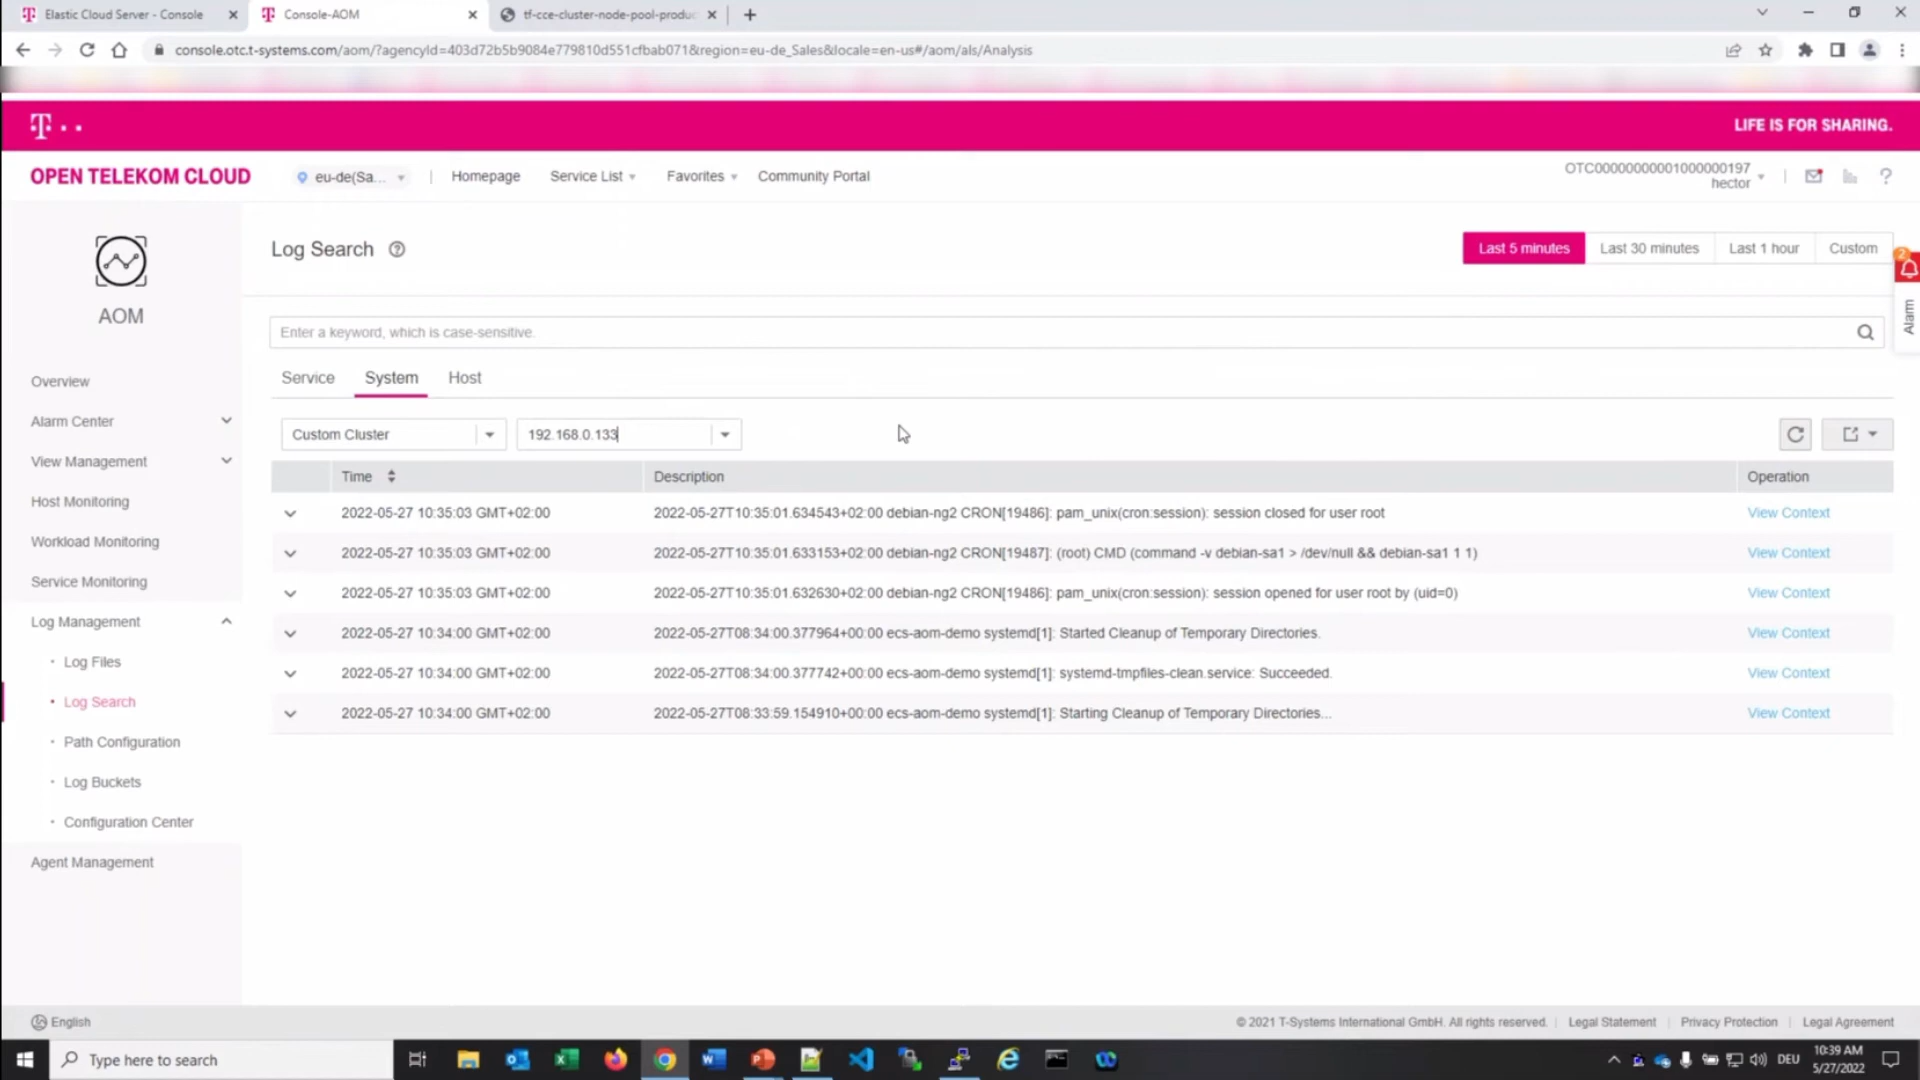 Elastic Cloud Server - Console
Console-AOM
tf-cce-cluster-node-pool-produc
console.otc.t-systems.com/aom/?agencyId=403d72b5b9084e779810d551cfbab071&region=eu-de_Sales&locale=en-us#/aom/als/Analysis
T
LIFE IS FOR SHARING.
OPEN TELEKOM CLOUD
eu-de(Sa...
Homepage
Service List
Favorites
Community Portal
OTC00000000001000000197
hector
AOM
Log Search
Last 5 minutes
Last 30 minutes
Last 1 hour
Custom
2
Alarm
Enter a keyword, which is case-sensitive.
Service
System
Host
Custom Cluster
192.168.0.133
Overview
Alarm Center
View Management
Host Monitoring
Workload Monitoring
Service Monitoring
Log Management
· Log Files
· Log Search
· Path Configuration
· Log Buckets
· Configuration Center
Agent Management
Time Description Operation
2022-05-27 10:35:03 GMT+02:00 2022-05-27T10:35:01.634543+02:00 debian-ng2 CRON[19486]: pam_unix(cron:session): session closed for user root View Context
2022-05-27 10:35:03 GMT+02:00 2022-05-27T10:35:01.633153+02:00 debian-ng2 CRON[19487]: (root) CMD (command -v debian-sa1 > /dev/null && debian-sa1 1 1) View Context
2022-05-27 10:35:03 GMT+02:00 2022-05-27T10:35:01.632630+02:00 debian-ng2 CRON[19486]: pam_unix(cron:session): session opened for user root by (uid=0) View Context
2022-05-27 10:34:00 GMT+02:00 2022-05-27T08:34:00.377964+00:00 ecs-aom-demo systemd[1]: Started Cleanup of Temporary Directories. View Context
2022-05-27 10:34:00 GMT+02:00 2022-05-27T08:34:00.377742+00:00 ecs-aom-demo systemd[1]: systemd-tmpfiles-clean.service: Succeeded. View Context
2022-05-27 10:34:00 GMT+02:00 2022-05-27T08:33:59.154910+00:00 ecs-aom-demo systemd[1]: Starting Cleanup of Temporary Directories... View Context
English
© 2021 T-Systems International GmbH. All rights reserved. | Legal Statement | Privacy Protection | Legal Agreement
Type here to search
DEU
10:39 AM
5/27/2022